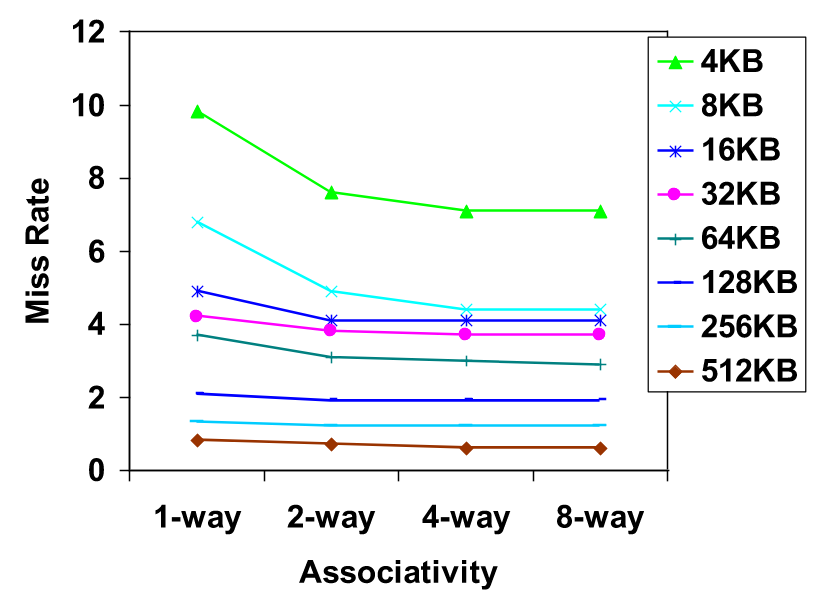 12
10
8
6
4
2
0
Miss Rate
1-way 2-way 4-way 8-way
Associativity
4KB
8KB
16KB
32KB
64KB
128KB
256KB
512KB